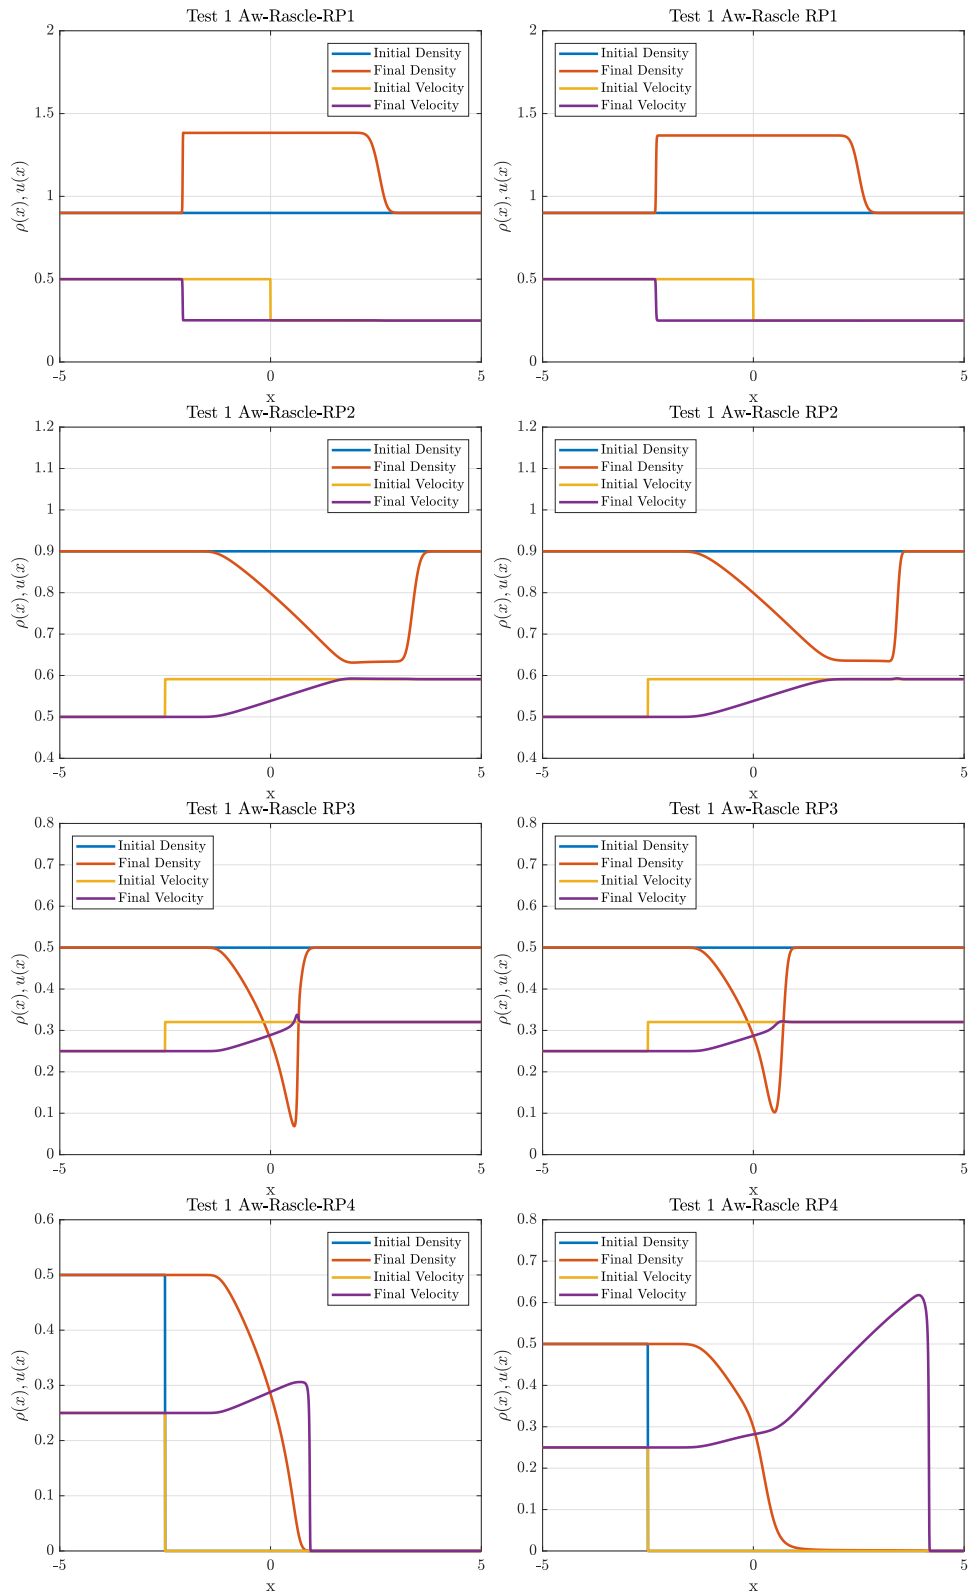 Test 1 Aw-Rascle-RP1
2
1.5
1
0.5
0
ρ(x), u(x)
Initial Density
Final Density
Initial Velocity
Final Velocity
-5
0
5
x
Test 1 Aw-Rascle RP1
2
1.5
1
0.5
0
ρ(x), u(x)
Initial Density
Final Density
Initial Velocity
Final Velocity
-5
0
5
x
Test 1 Aw-Rascle-RP2
1.2
1.1
1
0.9
0.8
0.7
0.6
0.5
0.4
ρ(x), u(x)
Initial Density
Final Density
Initial Velocity
Final Velocity
-5
0
5
x
Test 1 Aw-Rascle RP2
1.2
1.1
1
0.9
0.8
0.7
0.6
0.5
0.4
ρ(x), u(x)
Initial Density
Final Density
Initial Velocity
Final Velocity
-5
0
5
x
Test 1 Aw-Rascle RP3
0.8
0.7
0.6
0.5
0.4
0.3
0.2
0.1
0
ρ(x), u(x)
Initial Density
Final Density
Initial Velocity
Final Velocity
-5
0
5
x
Test 1 Aw-Rascle RP3
0.8
0.7
0.6
0.5
0.4
0.3
0.2
0.1
0
ρ(x), u(x)
Initial Density
Final Density
Initial Velocity
Final Velocity
-5
0
5
x
Test 1 Aw-Rascle-RP4
0.6
0.5
0.4
0.3
0.2
0.1
0
ρ(x), u(x)
Initial Density
Final Density
Initial Velocity
Final Velocity
-5
0
5
x
Test 1 Aw-Rascle RP4
0.8
0.7
0.6
0.5
0.4
0.3
0.2
0.1
0
ρ(x), u(x)
Initial Density
Final Density
Initial Velocity
Final Velocity
-5
0
5
x